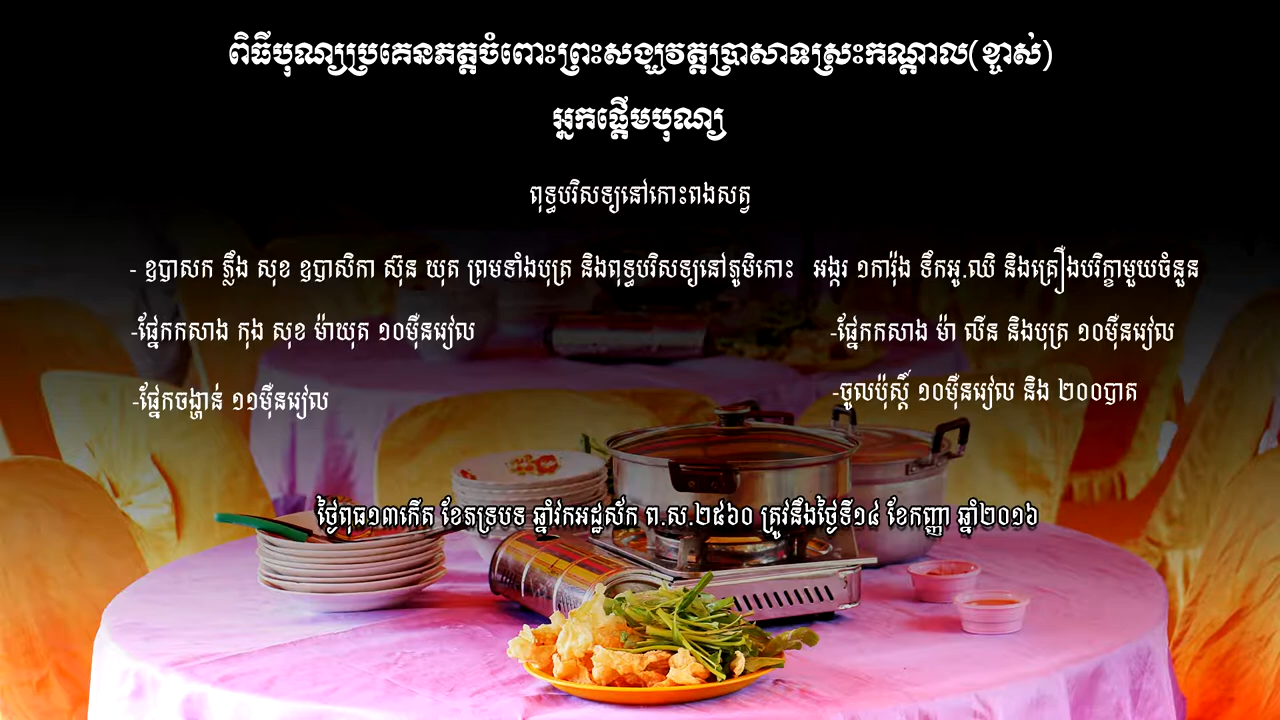 ពិធីបុណ្យប្រគេនភត្តចំពោះព្រះសង្ឃវត្តប្រាសាទស្រះកណ្ដាល(ខ្ចាស់)
អ្នកផ្ដើមបុណ្យ
ពុទ្ធបរិសទ្យនៅកោះពងសត្វ
- ឧបាសក ភ្លឹង សុខ ឧបាសិកា ស៊ុន ឃុត ព្រមទាំងបុត្រ និងពុទ្ធបរិសទ្យនៅភូមិកោះ អង្ករ ១ការ៉ុង ទឹកអូ.ឈិ និងគ្រឿងបរិក្ខាមួយចំនួន
-ផ្នែកកសាង កុង សុខ ម៉ាឃុត ១០ម៉ឺនរៀល
-ផ្នែកកសាង ម៉ា លីន និងបុត្រ ១០ម៉ឺនរៀល
-ផ្នែកចង្ហាន់ ១១ម៉ឺនរៀល
-ចូលប៉ុស្តិ៍ ១០ម៉ឺនរៀល និង ២០០បាត
ថ្ងៃពុធ១៣កើត ខែភទ្របទ ឆ្នាំវកអដ្ឋស័ក ព.ស.២៥៦០ ត្រូវនឹងថ្ងៃទី១៤ ខែកញ្ញា ឆ្នាំ២០១៦